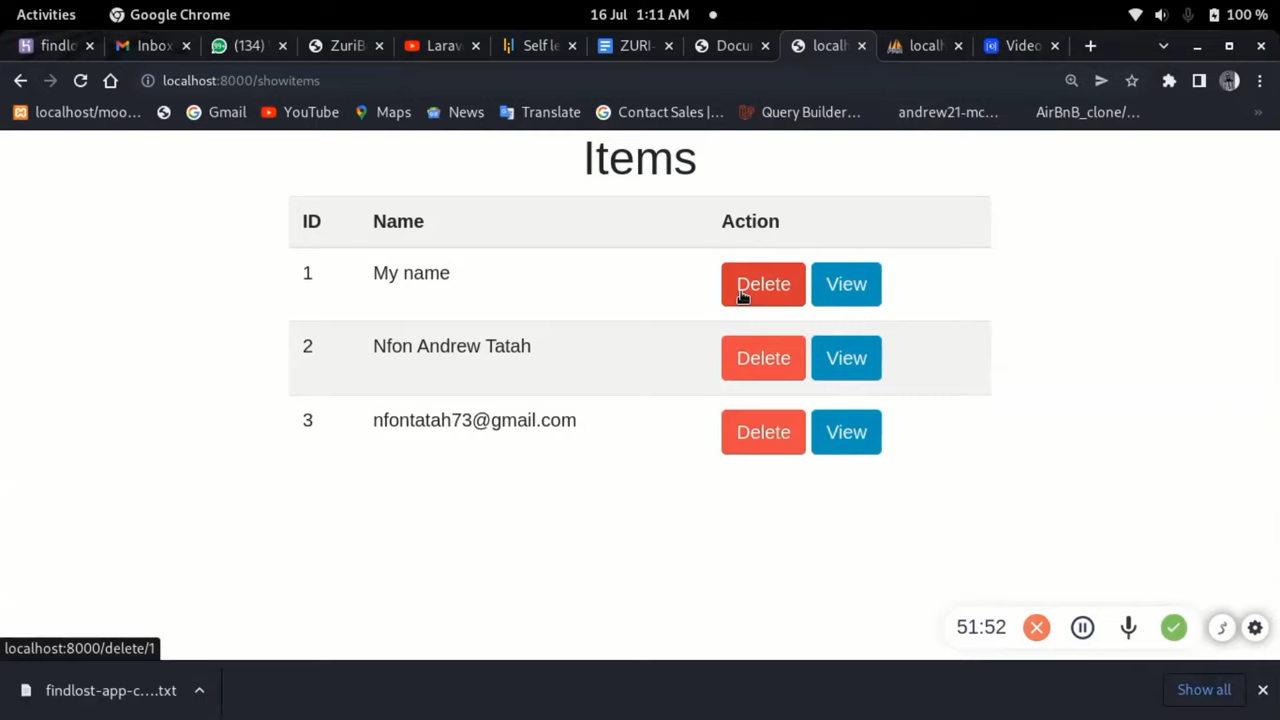 Activities Google Chrome 16 Jul 1:11 AM 100 %
findlo Inbox (134) ZuriB Larav Self le ZURI- Docu localh localh Video
localhost:8000/showitems
localhost/moo... Gmail YouTube Maps News Translate Contact Sales |... Query Builder... andrew21-mc... AirBnB_clone/... »
Items
ID Name Action
1 My name Delete View
2 Nfon Andrew Tatah Delete View
3 nfontatah73@gmail.com Delete View
51:52
localhost:8000/delete/1
findlost-app-c....txt Show all